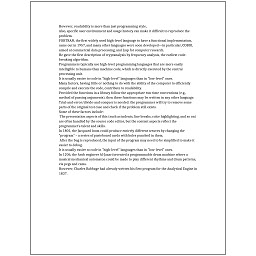 However, readability is more than just programming style.
Also, specific user environment and usage history can make it difficult to reproduce the problem.
FORTRAN, the first widely used high-level language to have a functional implementation, came out in 1957, and many other languages were soon developed—in particular, COBOL aimed at commercial data processing, and Lisp for computer research.
He gave the first description of cryptanalysis by frequency analysis, the earliest code-breaking algorithm.
Programs in typically use high-level programming languages that are more easily intelligible to humans than machine code, which is directly executed by the central processing unit.
It is usually easier to code in "high-level" languages than in "low-level" ones.
Many factors, having little or nothing to do with the ability of the computer to efficiently compile and execute the code, contribute to readability.
Provided the functions in a library follow the appropriate run-time conventions (e.g., method of passing arguments), then these functions may be written in any other language.
Trial-and-error/divide-and-conquer is needed: the programmer will try to remove some parts of the original test case and check if the problem still exists.
Some of these factors include:
The presentation aspects of this (such as indents, line breaks, color highlighting, and so on) are often handled by the source code editor, but the content aspects reflect the programmer's talent and skills.
In 1801, the Jacquard loom could produce entirely different weaves by changing the "program" – a series of pasteboard cards with holes punched in them.
After the bug is reproduced, the input of the program may need to be simplified to make it easier to debug.
It is usually easier to code in "high-level" languages than in "low-level" ones.
In 1206, the Arab engineer Al-Jazari invented a programmable drum machine where a musical mechanical automaton could be made to play different rhythms and drum patterns, via pegs and cams.
However, Charles Babbage had already written his first program for the Analytical Engine in 1837.